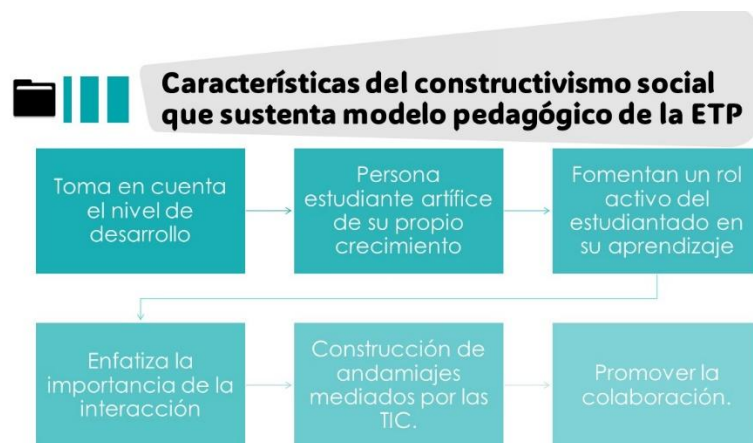 Características del constructivismo social
que sustenta modelo pedagógico de la ETP
Toma en cuenta
el nivel de
desarrollo
Persona
estudiante artífice
de su propio
crecimiento
Fomentan un rol
activo del
estudiantado en
su aprendizaje
Enfatiza la
importancia de la
interacción
Construcción de
andamiajes
mediados por las
TIC.
Promover la
colaboración.